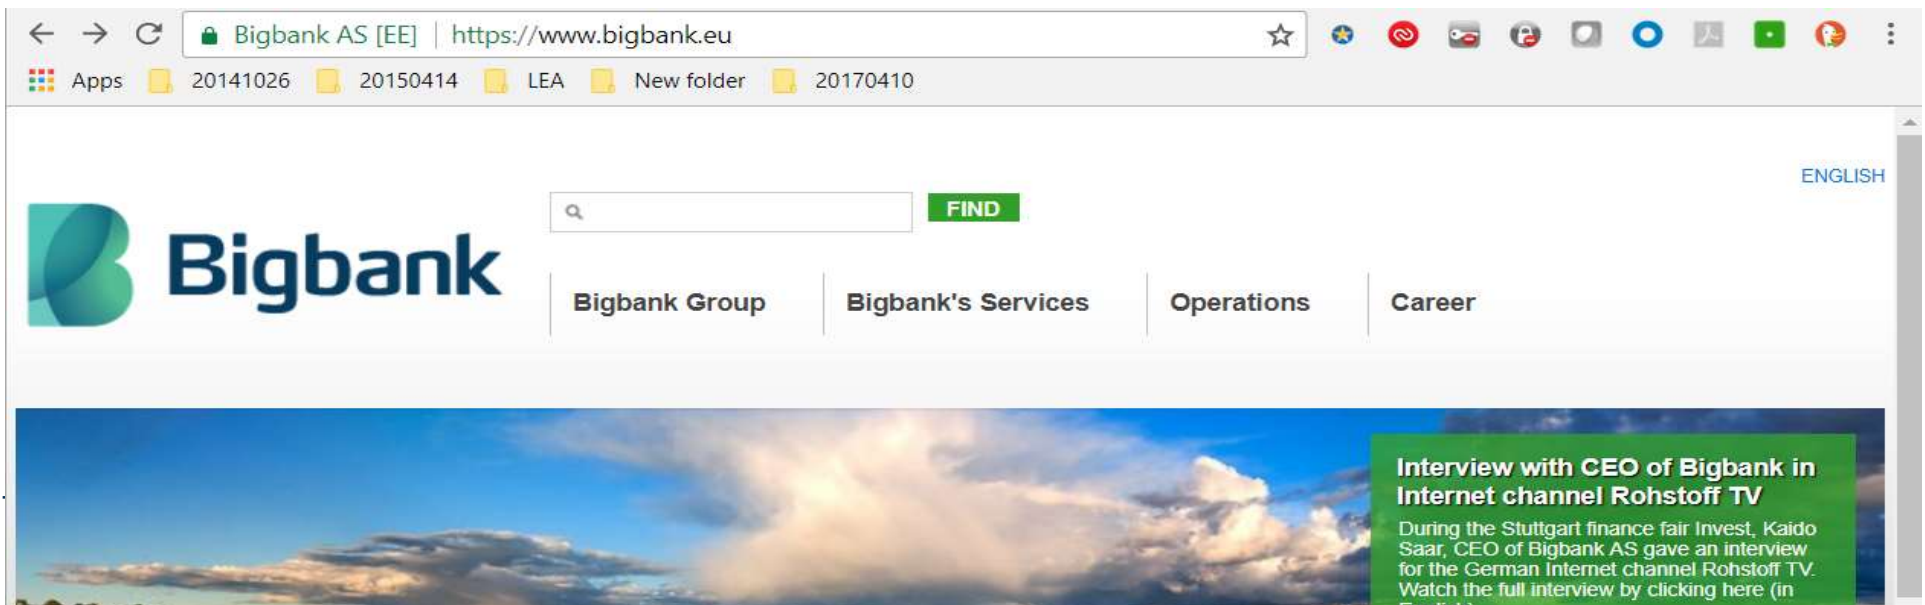 Bigbank AS [EE] | https://www.bigbank.eu
Apps 20141026 20150414 LEA New folder 20170410
ENGLISH
FIND
Bigbank
Bigbank Group Bigbank's Services Operations Career
Interview with CEO of Bigbank in
Internet channel Rohstoff TV
During the Stuttgart finance fair Invest, Kaido
Saar, CEO of Bigbank AS gave an interview
for the German Internet channel Rohstoff TV.
Watch the full interview by clicking here (in